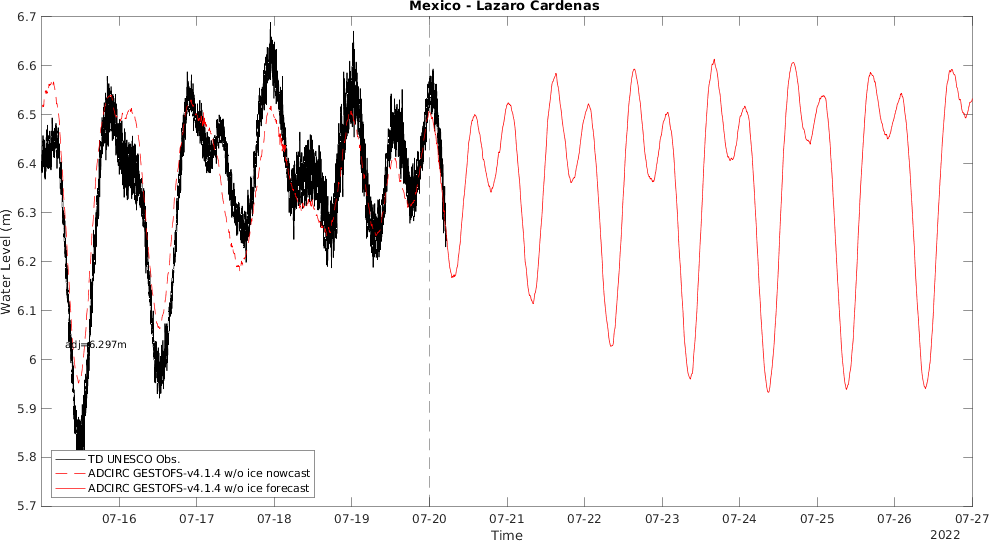 Mexico - Lazaro Cardenas
6.7
6.6
6.5
6.4
6.3
6.2
6.1
6
5.9
5.8
5.7
Water Level (m)
adj=6.297m
TD UNESCO Obs.
ADCIRC GESTOFS-v4.1.4 w/o ice nowcast
ADCIRC GESTOFS-v4.1.4 w/o ice forecast
07-16 07-17 07-18 07-19 07-20 07-21 07-22 07-23 07-24 07-25 07-26 07-27
Time
2022